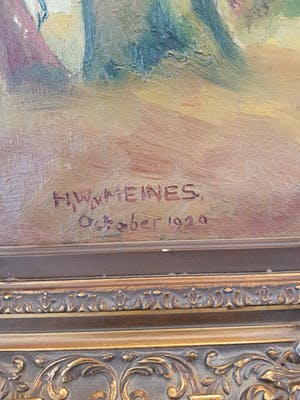 H.W.v MEINES.
October 1920